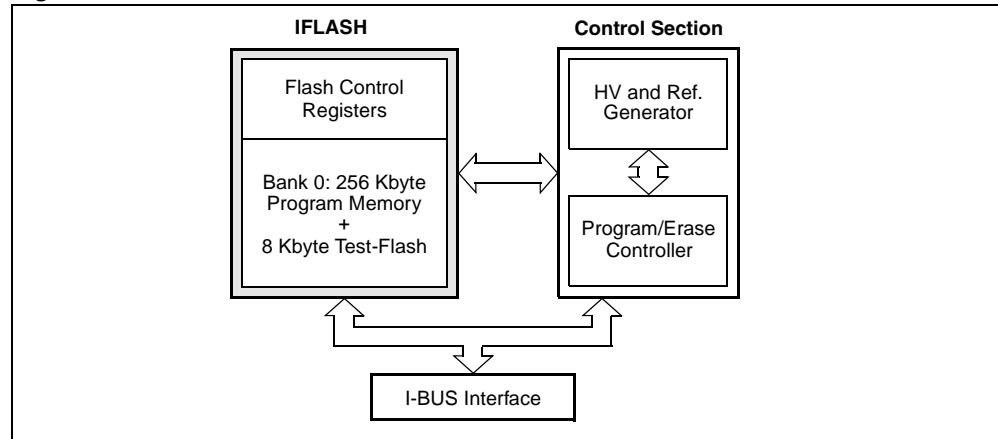 IFLASH
Flash Control
Registers
Bank 0: 256 Kbyte
Program Memory
+
8 Kbyte Test-Flash
Control Section
HV and Ref.
Generator
Program/Erase
Controller
I-BUS Interface